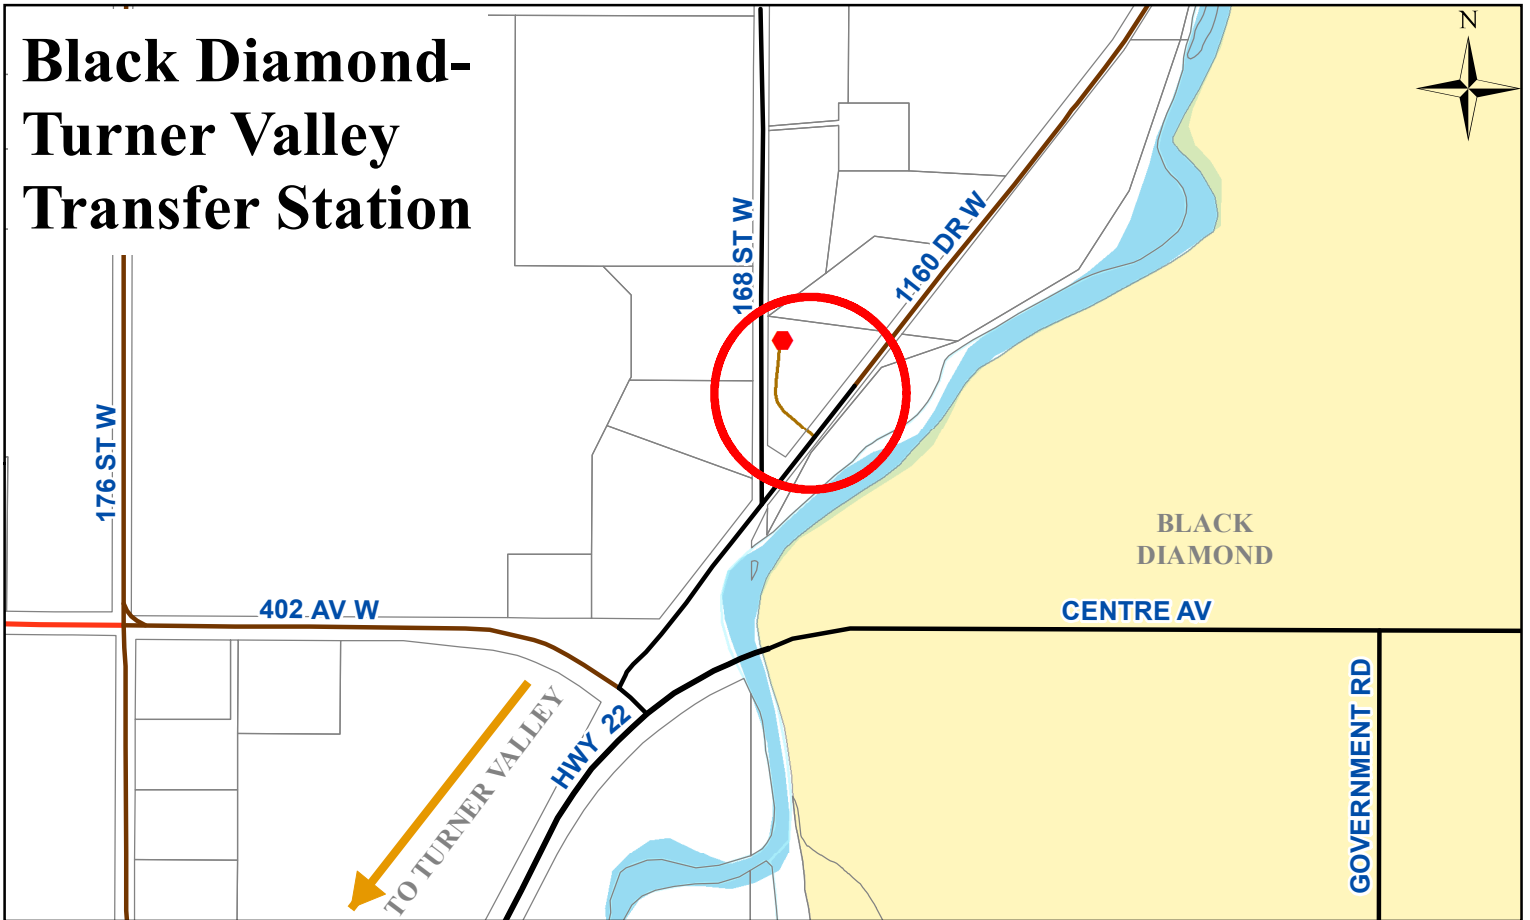 Black Diamond-
Turner Valley
Transfer Station
N
168 ST W
1160 DR W
176 ST W
BLACK
DIAMOND
402 AV W
CENTRE AV
HWY 22
TO TURNER VALLEY
GOVERNMENT RD